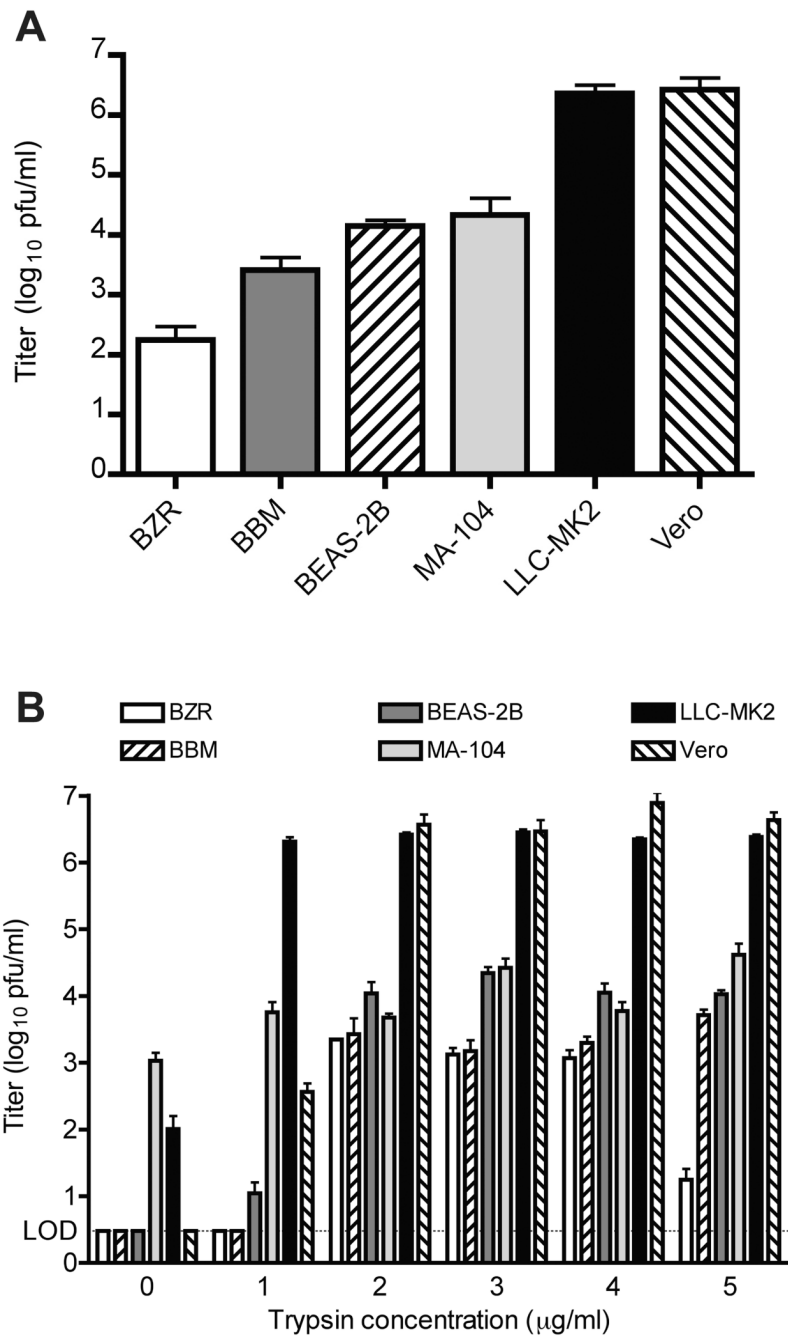 A
Titer (log10 pfu/ml)
7
6
5
4
3
2
1
0
BZR
BBM
BEAS-2B
MA-104
LLC-MK2
Vero
B
BZR
BEAS-2B
LLC-MK2
BBM
MA-104
Vero
Titer (log10 pfu/ml)
7
6
5
4
3
2
1
LOD
0
0 1 2 3 4 5
Trypsin concentration (μg/ml)